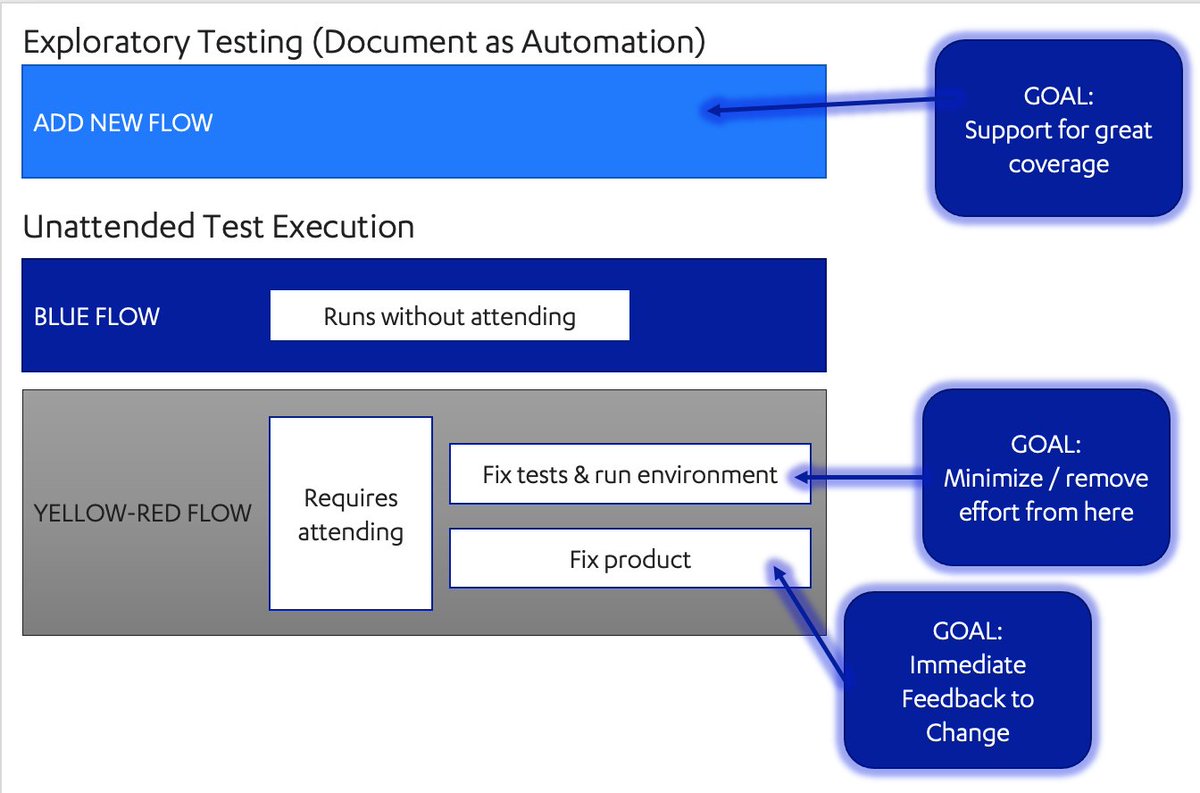 Exploratory Testing (Document as Automation)
ADD NEW FLOW
GOAL:
Support for great
coverage
Unattended Test Execution
BLUE FLOW
Runs without attending
YELLOW-RED FLOW
Requires
attending
Fix tests & run environment
Fix product
GOAL:
Minimize / remove
effort from here
GOAL:
Immediate
Feedback to
Change